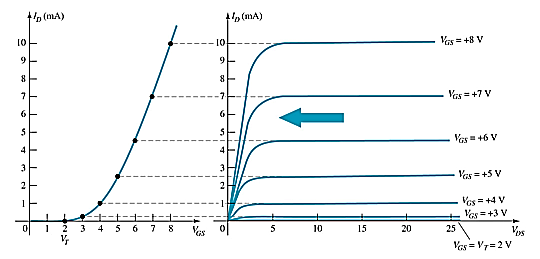 I_D (mA)
10
9
8
7
6
5
4
3
2
1
0
1 2 3 4 5 6 7 8
V_GS
V_T
I_D (mA)
10
9
8
7
6
5
4
3
2
1
0
5 10 15 20 25
V_DS
V_GS = +8 V
V_GS = +7 V
V_GS = +6 V
V_GS = +5 V
V_GS = +4 V
V_GS = +3 V
V_GS = V_T = 2 V